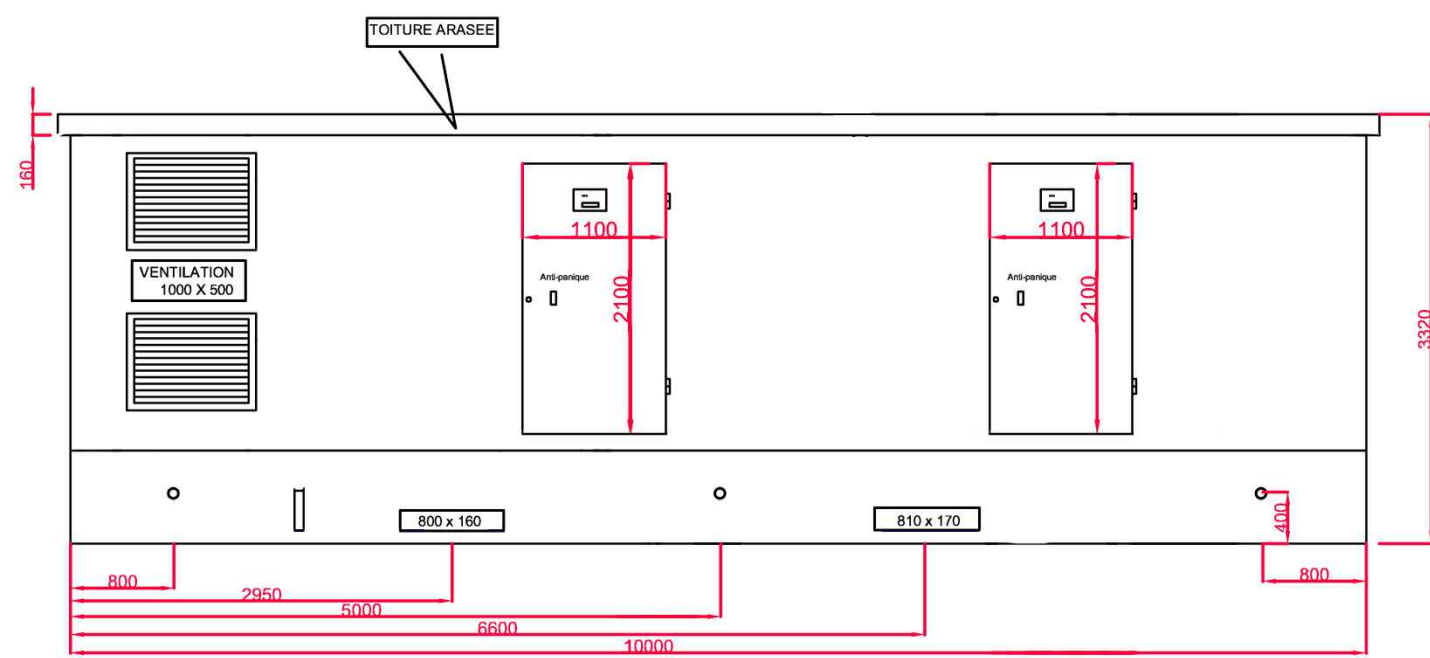 TOITURE ARASEE
160
1100
1100
VENTILATION
1000 X 500
Anti-panique
2100
Anti-panique
2100
3320
800 x 160
810 x 170
400
800
800
2950
5000
6600
10000